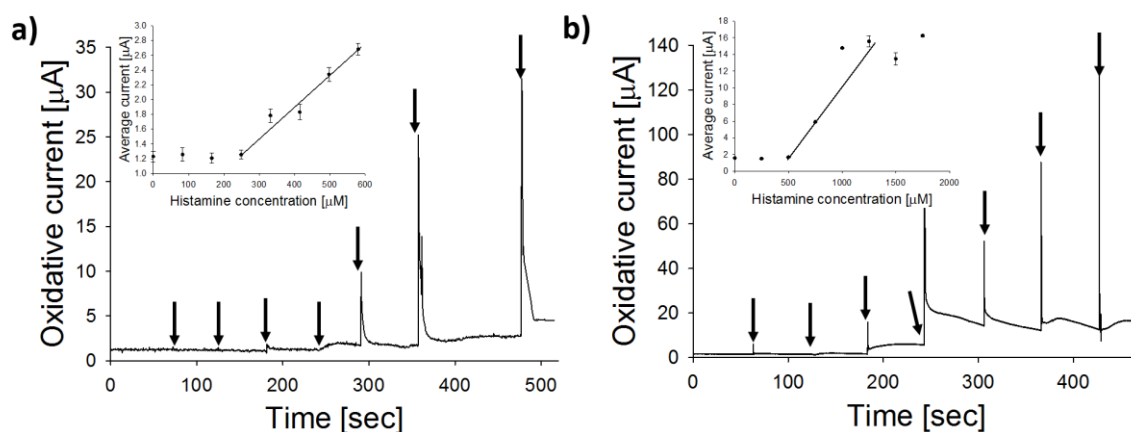 a)
Oxidative current [μA]
35
30
25
20
15
10
5
0
0 100 200 300 400 500
Time [sec]
Average current [μA]
3.0
2.8
2.6
2.4
2.2
2.0
1.8
1.6
1.4
1.2
1.0
0 100 200 300 400 500 600
Histamine concentration [μM]
b)
Oxidative current [μA]
140
120
100
80
60
40
20
0
0 100 200 300 400
Time [sec]
Average current [μA]
18
16
14
12
10
8
6
4
2
0
0 500 1000 1500 2000
Histamine concentration [μM]